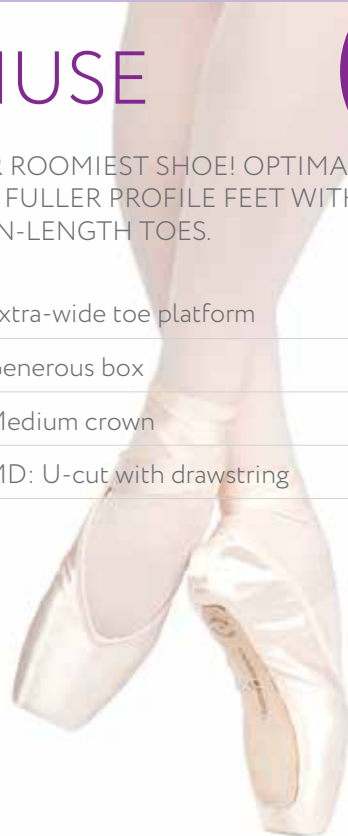 USE
R ROOMIEST SHOE! OPTIMA
FULLER PROFILE FEET WITH
N-LENGTH TOES.
xtra-wide toe platform
enerous box
Medium crown
MD: U-cut with drawstring